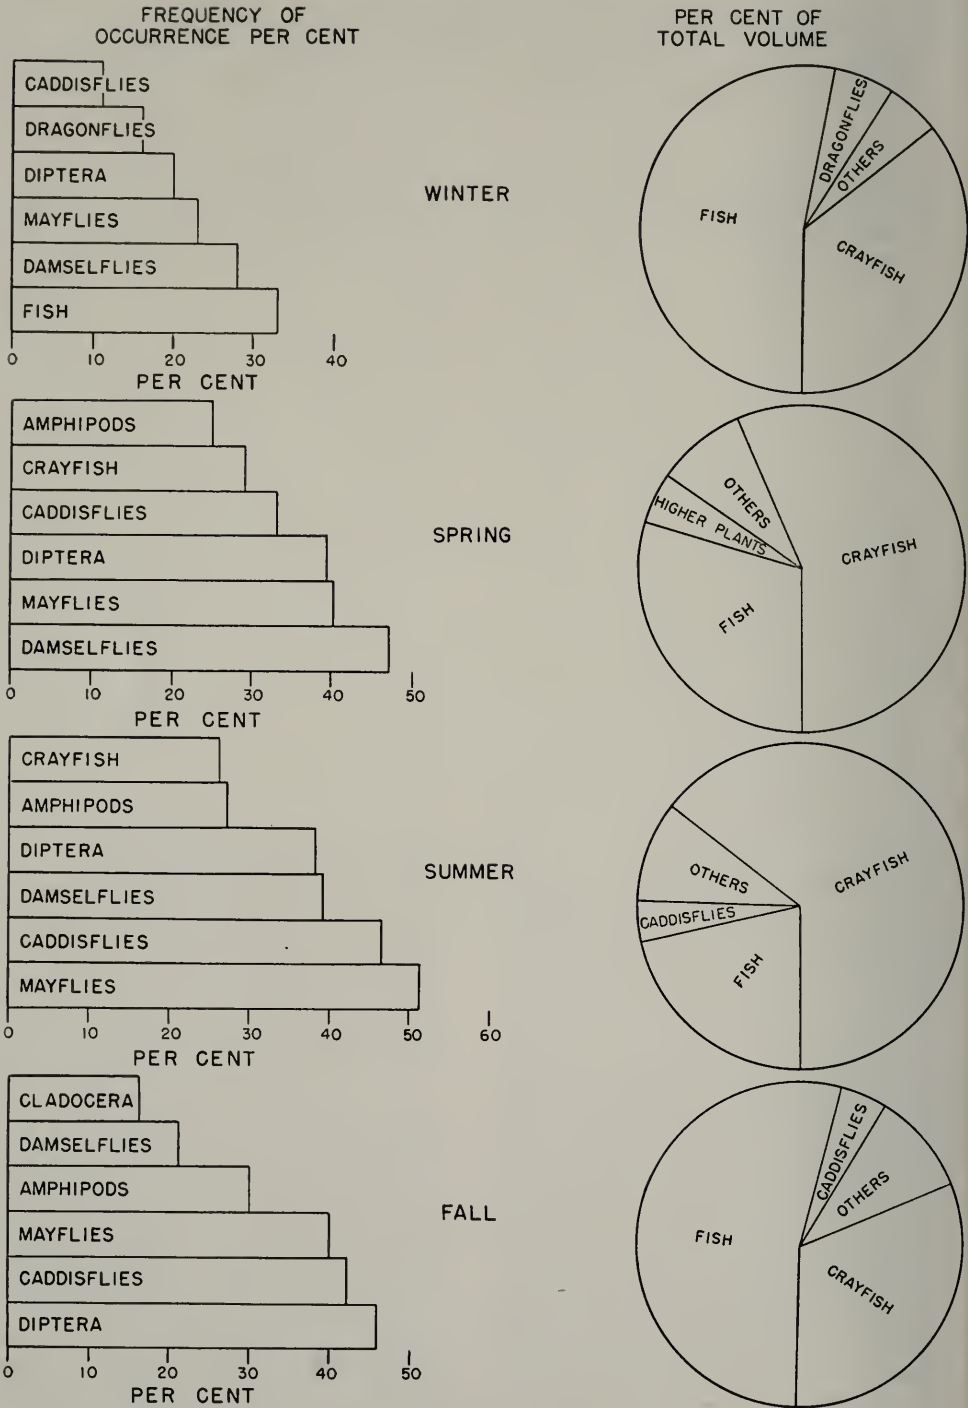 FREQUENCY OF
OCCURRENCE PER CENT
PER CENT OF
TOTAL VOLUME
CADDISFLIES
DRAGONFLIES
DIPTERA
MAYFLIES
DAMSELFLIES
FISH
0 10 20 30 40
PER CENT
WINTER
FISH
DRAGONFLIES
OTHERS
CRAYFISH
AMPHIPODS
CRAYFISH
CADDISFLIES
DIPTERA
MAYFLIES
DAMSELFLIES
0 10 20 30 40 50
PER CENT
SPRING
OTHERS
HIGHER PLANTS
FISH
CRAYFISH
CRAYFISH
AMPHIPODS
DIPTERA
DAMSELFLIES
CADDISFLIES
MAYFLIES
0 10 20 30 40 50 60
PER CENT
SUMMER
OTHERS
CADDISFLIES
FISH
CRAYFISH
CLADOCERA
DAMSELFLIES
AMPHIPODS
MAYFLIES
CADDISFLIES
DIPTERA
0 10 20 30 40 50
PER CENT
FALL
FISH
CADDISFLIES
OTHERS
CRAYFISH